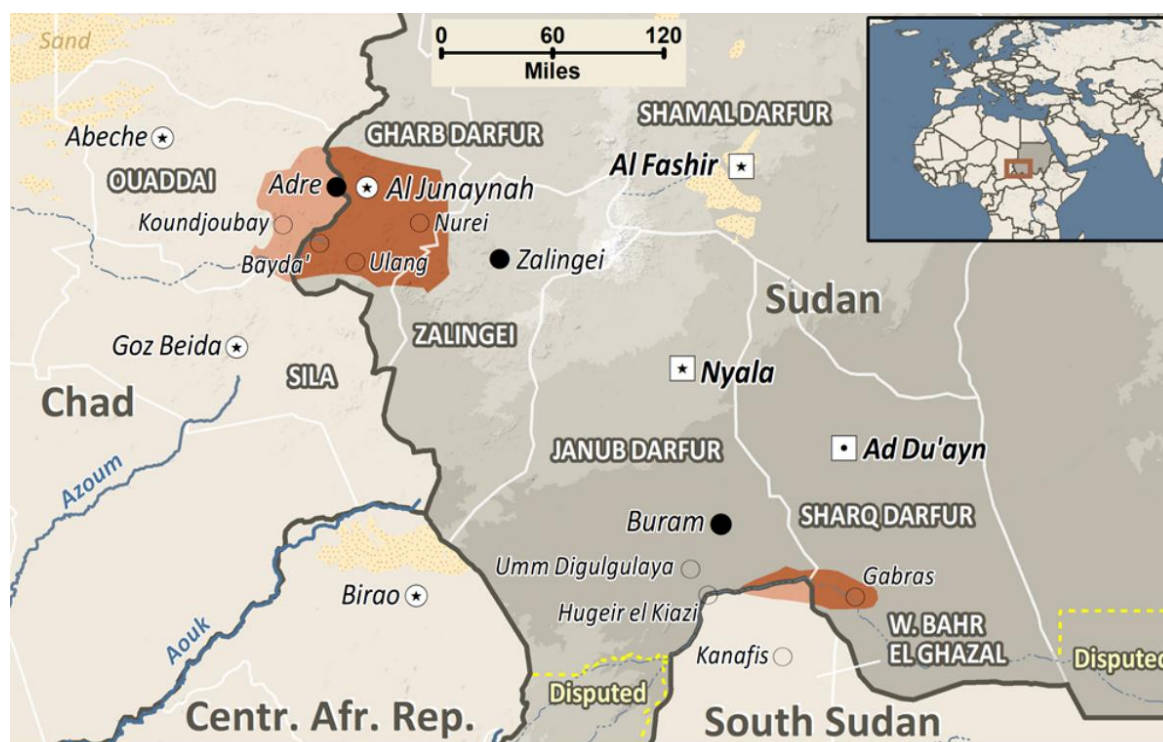 Sand
0 60 120
Miles
Abeche
GHARB DARFUR
SHAMAL DARFUR
OUADDAI
Adre
Al Junaynah
Al Fashir
Koundjoubay
Nurei
Bayda'
Ulang
Zalingei
Sudan
ZALINGEI
Goz Beida
SILA
Nyala
Chad
JANUB DARFUR
Ad Du'ayn
Azoum
Buram
SHARQ DARFUR
Umm Digulgulaya
Gabras
Birao
Hugeir el Kiazi
Aouk
W. BAHR
EL GHAZAL
Kanafis
Disputed
Disputed
Centr. Afr. Rep.
South Sudan